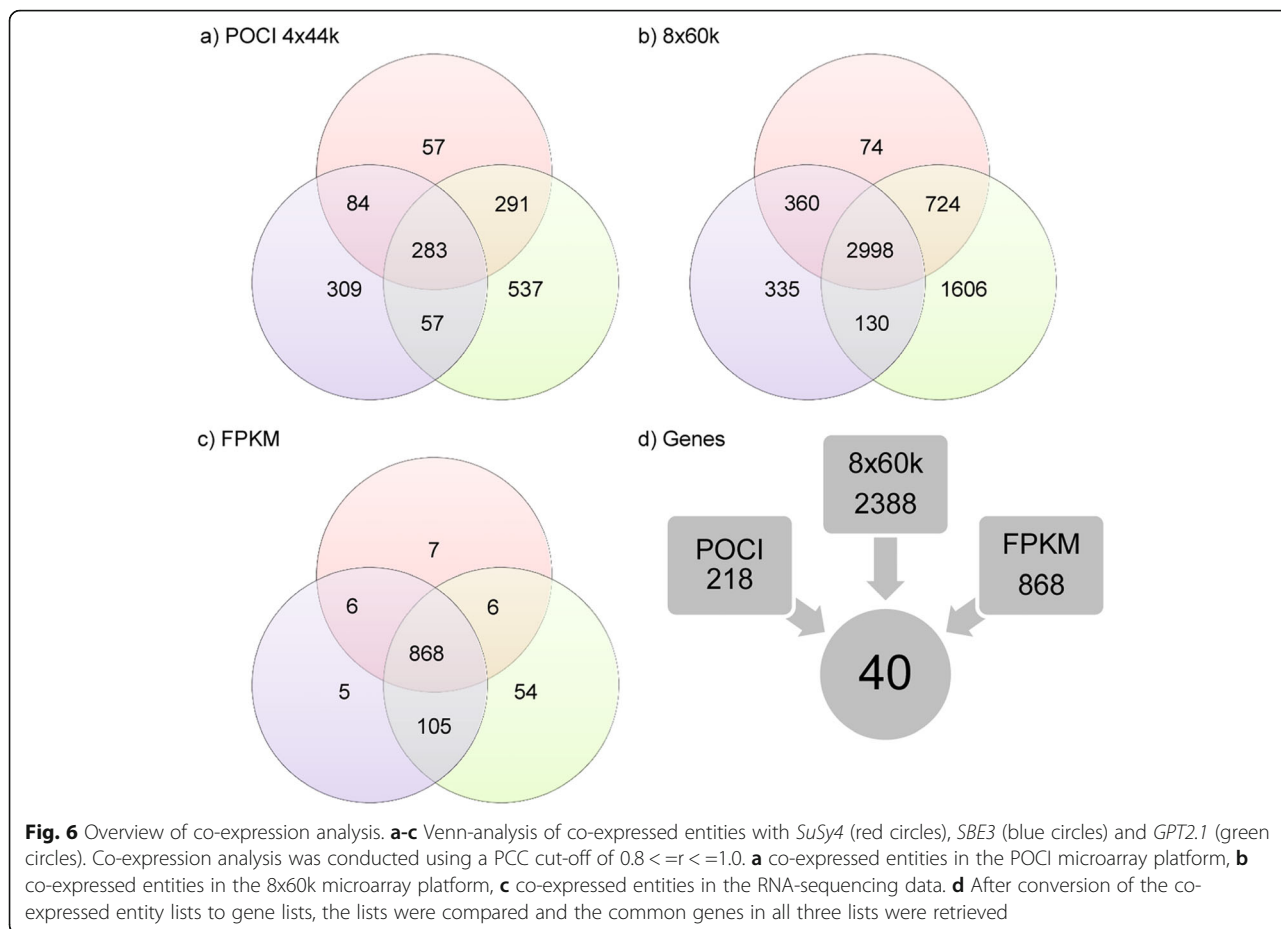 a) POCI 4x44k
57
84
291
283
309
537
57
b) 8x60k
74
360
724
2998
335
1606
130
c) FPKM
7
6
6
868
5
54
105
d) Genes
8x60k
2388
POCI
218
FPKM
868
40
Fig. 6 Overview of co-expression analysis. a-c Venn-analysis of co-expressed entities with SuSy4 (red circles), SBE3 (blue circles) and GPT2.1 (green
circles). Co-expression analysis was conducted using a PCC cut-off of 0.8 < =r < =1.0. a co-expressed entities in the POCI microarray platform, b
co-expressed entities in the 8x60k microarray platform, c co-expressed entities in the RNA-sequencing data. d After conversion of the co-
expressed entity lists to gene lists, the lists were compared and the common genes in all three lists were retrieved